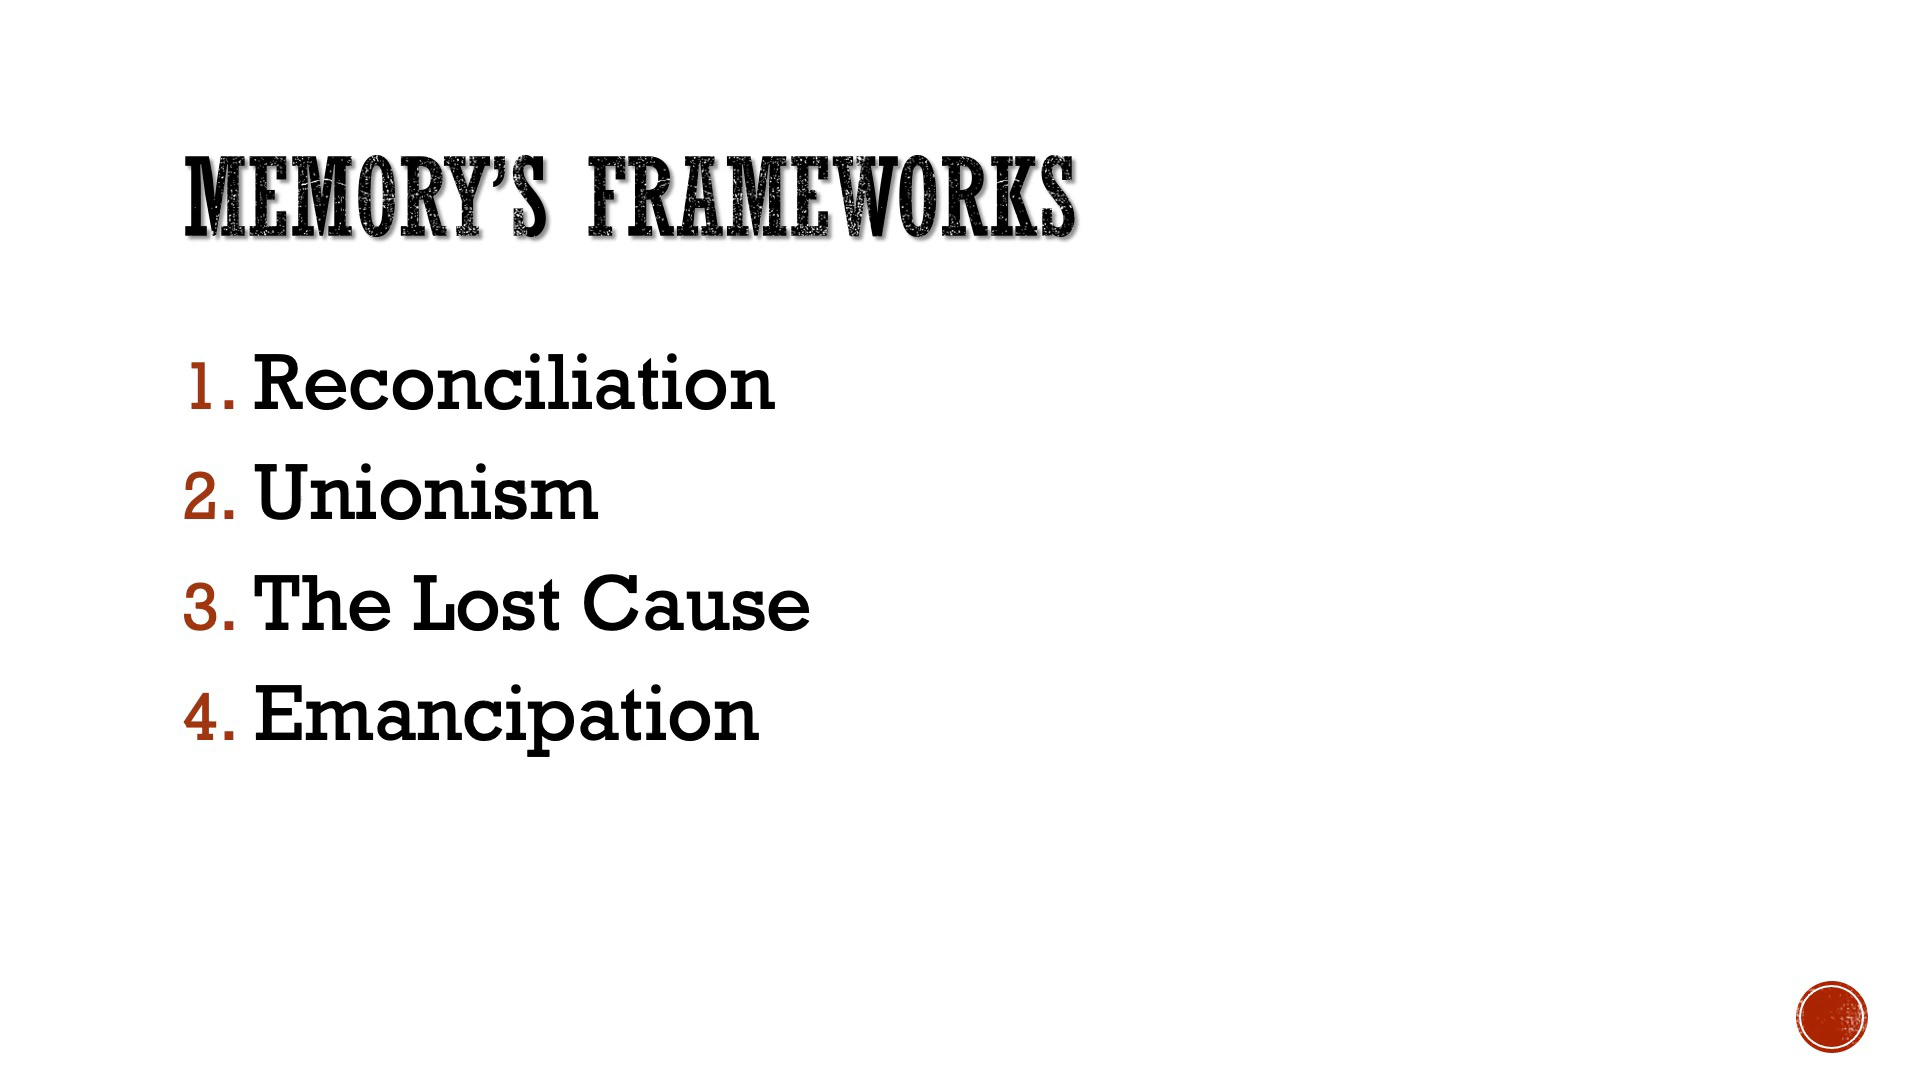 MEMORY’S FRAMEWORKS
1. Reconciliation
2. Unionism
3. The Lost Cause
4. Emancipation